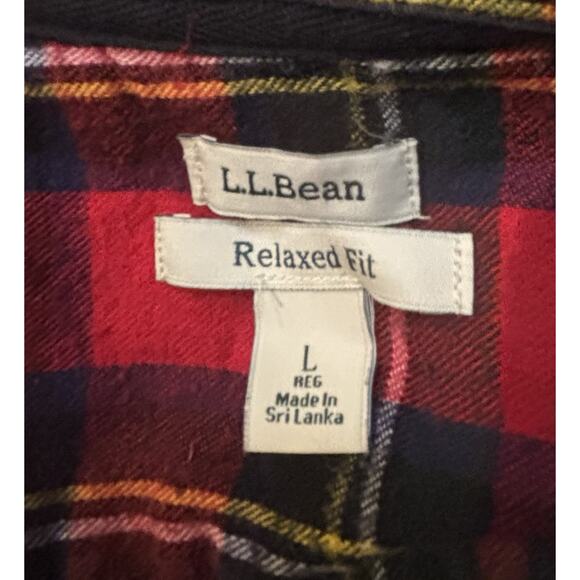 L.L.Bean
Relaxed Fit
L
REG
Made In
Sri Lanka